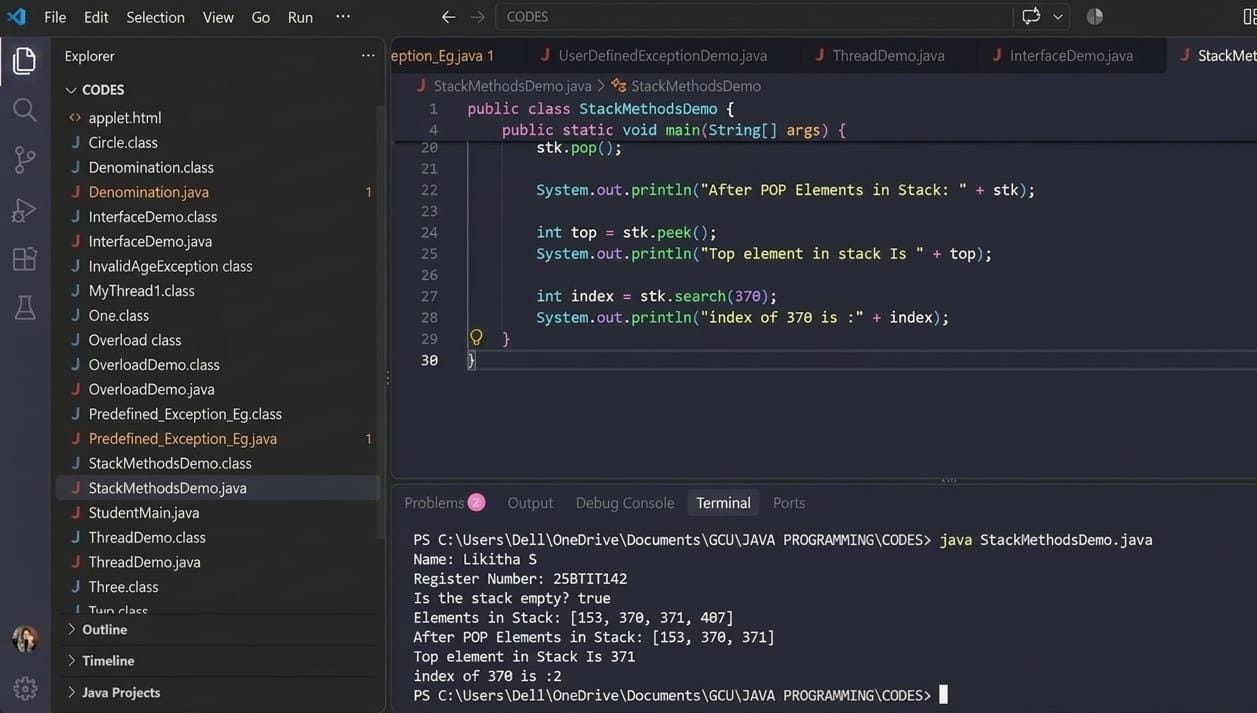 File Edit Selection View Go Run ···
CODES
Explorer ···
CODES
applet.html
Circle.class
Denomination.class
Denomination.java 1
InterfaceDemo.class
InterfaceDemo.java
InvalidAgeException class
MyThread1.class
One.class
Overload class
OverloadDemo.class
OverloadDemo.java
Predefined_Exception_Eg.class
Predefined_Exception_Eg.java 1
StackMethodsDemo.class
StackMethodsDemo.java
StudentMain.java
ThreadDemo.class
ThreadDemo.java
Three.class
Two class
Outline
Timeline
Java Projects
eption_Eg.java 1 UserDefinedExceptionDemo.java ThreadDemo.java InterfaceDemo.java StackMet
StackMethodsDemo.java > StackMethodsDemo
1 public class StackMethodsDemo {
4 public static void main(String[] args) {
20 stk.pop();
21
22 System.out.println("After POP Elements in Stack: " + stk);
23
24 int top = stk.peek();
25 System.out.println("Top element in stack Is " + top);
26
27 int index = stk.search(370);
28 System.out.println("index of 370 is :" + index);
29 }
30 }
Problems 2 Output Debug Console Terminal Ports
PS C:\Users\Dell\OneDrive\Documents\GCU\JAVA PROGRAMMING\CODES> java StackMethodsDemo.java
Name: Likitha S
Register Number: 25BTIT142
Is the stack empty? true
Elements in Stack: [153, 370, 371, 407]
After POP Elements in Stack: [153, 370, 371]
Top element in Stack Is 371
index of 370 is :2
PS C:\Users\Dell\OneDrive\Documents\GCU\JAVA PROGRAMMING\CODES>